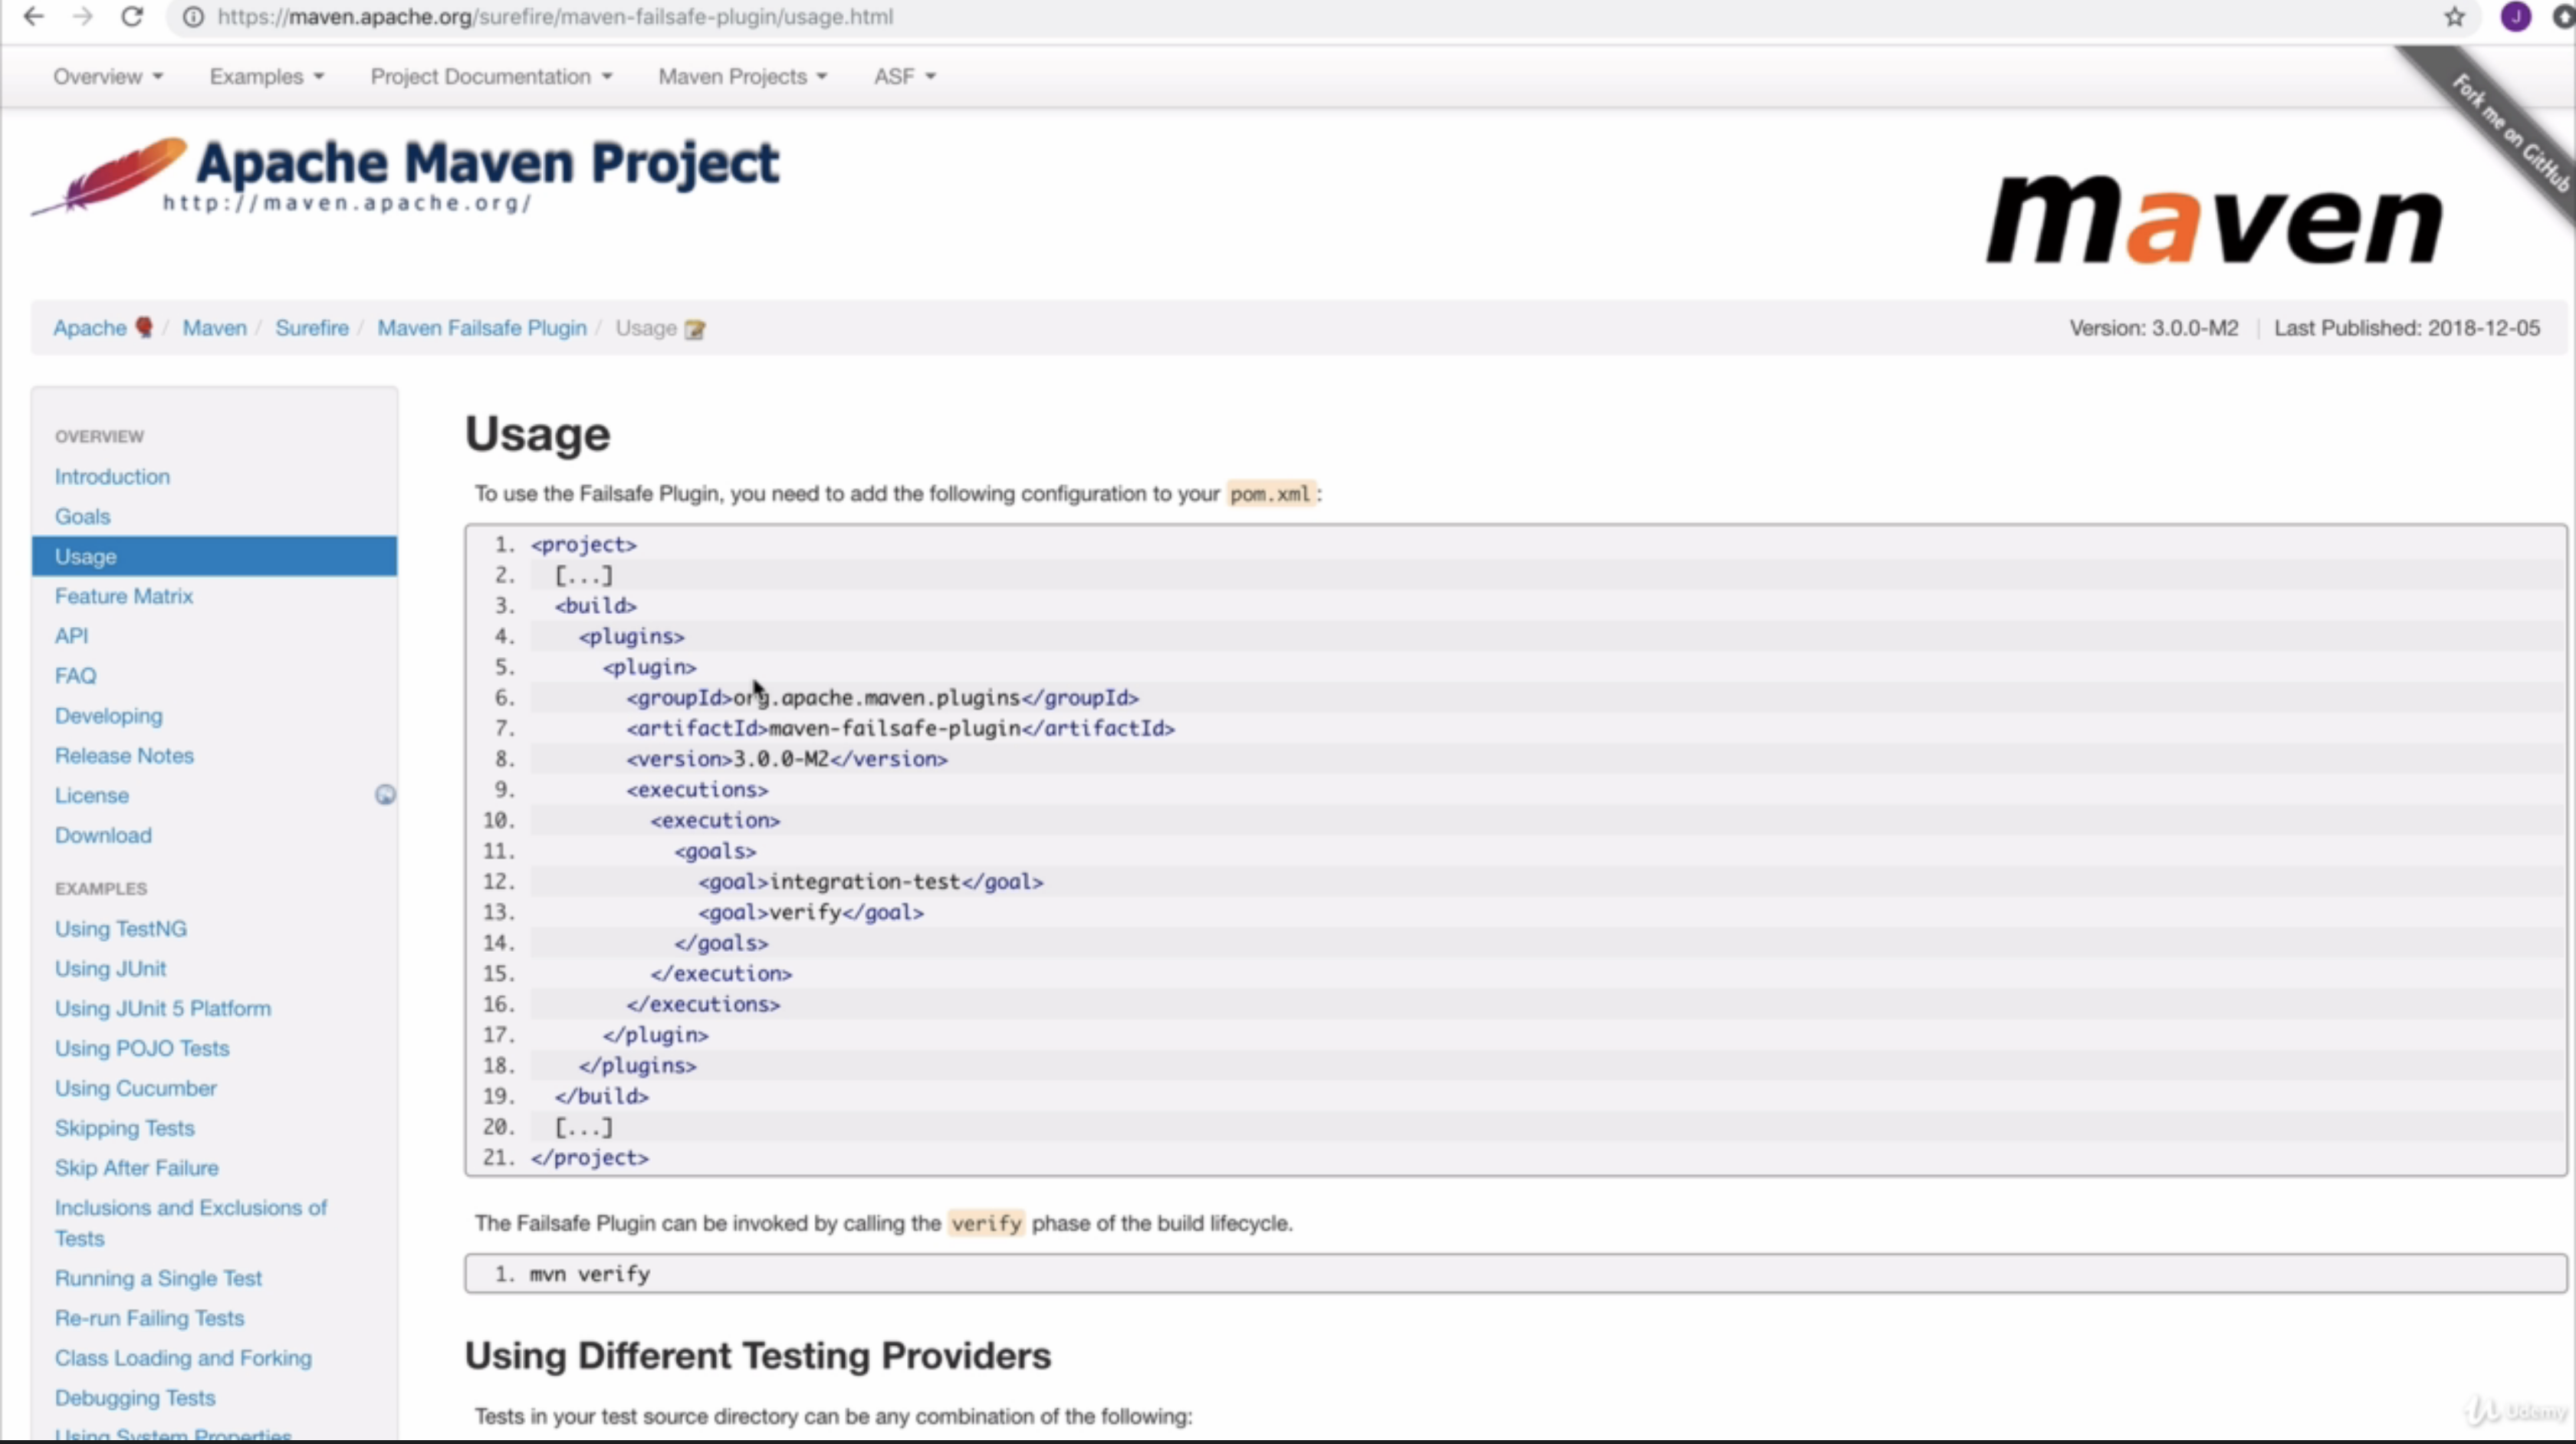 https://maven.apache.org/surefire/maven-failsafe-plugin/usage.html
J
Overview Examples Project Documentation Maven Projects ASF
Fork me on GitHub
Apache Maven Project
http://maven.apache.org/
maven
Apache / Maven / Surefire / Maven Failsafe Plugin / Usage
Version: 3.0.0-M2 | Last Published: 2018-12-05
OVERVIEW
Introduction
Goals
Usage
Feature Matrix
API
FAQ
Developing
Release Notes
License
Download
EXAMPLES
Using TestNG
Using JUnit
Using JUnit 5 Platform
Using POJO Tests
Using Cucumber
Skipping Tests
Skip After Failure
Inclusions and Exclusions of
Tests
Running a Single Test
Re-run Failing Tests
Class Loading and Forking
Debugging Tests
Using System Properties
Usage
To use the Failsafe Plugin, you need to add the following configuration to your pom.xml:
1. <project>
2. [...]
3. <build>
4. <plugins>
5. <plugin>
6. <groupId>org.apache.maven.plugins</groupId>
7. <artifactId>maven-failsafe-plugin</artifactId>
8. <version>3.0.0-M2</version>
9. <executions>
10. <execution>
11. <goals>
12. <goal>integration-test</goal>
13. <goal>verify</goal>
14. </goals>
15. </execution>
16. </executions>
17. </plugin>
18. </plugins>
19. </build>
20. [...]
21. </project>
The Failsafe Plugin can be invoked by calling the verify phase of the build lifecycle.
1. mvn verify
Using Different Testing Providers
Tests in your test source directory can be any combination of the following:
Udemy